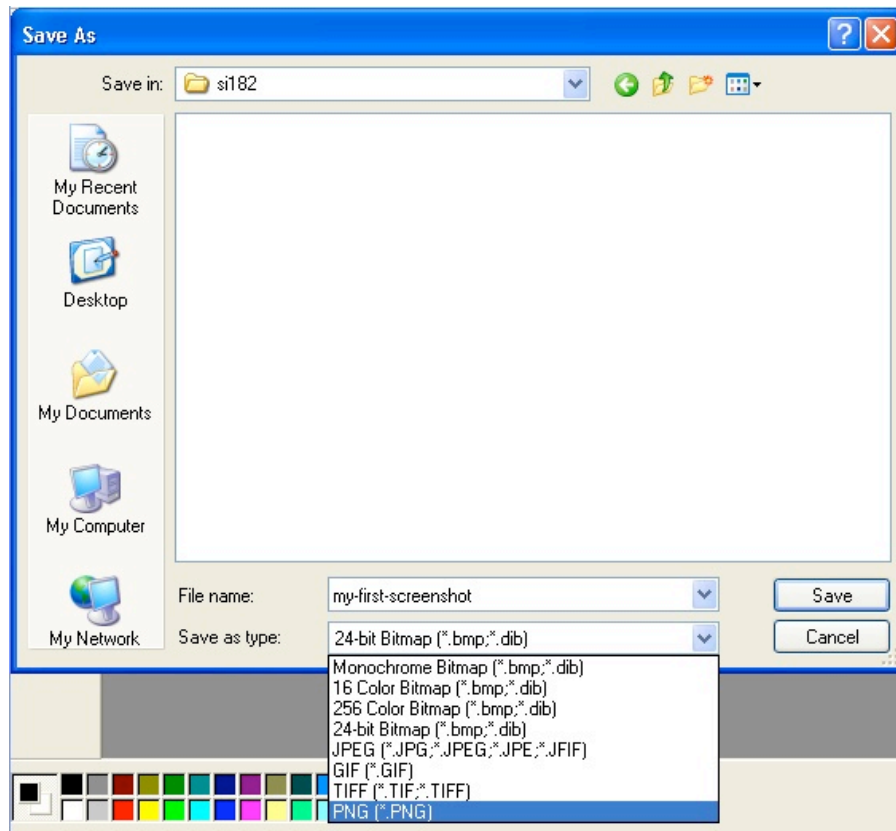 Save As
Save in:
si182
My Recent
Documents
Desktop
My Documents
My Computer
My Network
File name:
my-first-screenshot
Save
Save as type:
24-bit Bitmap (*.bmp;*.dib)
Cancel
Monochrome Bitmap (*.bmp;*.dib)
16 Color Bitmap (*.bmp;*.dib)
256 Color Bitmap (*.bmp;*.dib)
24-bit Bitmap (*.bmp;*.dib)
JPEG (*.JPG;*.JPEG;*.JPE;*.JFIF)
GIF (*.GIF)
TIFF (*.TIF;*.TIFF)
PNG (*.PNG)